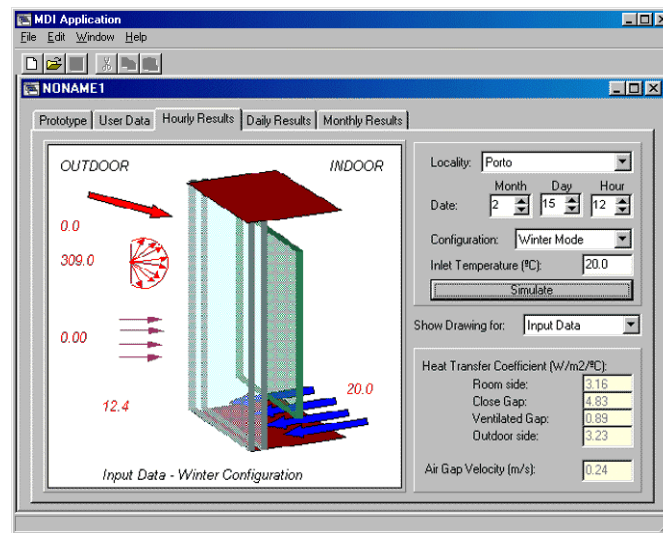 MDI Application
File Edit Window Help
NONAME1
Prototype User Data Hourly Results Daily Results Monthly Results
OUTDOOR INDOOR
0.0
309.0
0.00
12.4
20.0
Input Data - Winter Configuration
Locality: Porto
Month Day Hour
Date: 2 15 12
Configuration: Winter Mode
Inlet Temperature (ºC): 20.0
Simulate
Show Drawing for: Input Data
Heat Transfer Coefficient (W/m2/ºC):
Room side: 3.16
Close Gap: 4.83
Ventilated Gap: 0.89
Outdoor side: 3.23
Air Gap Velocity (m/s): 0.24